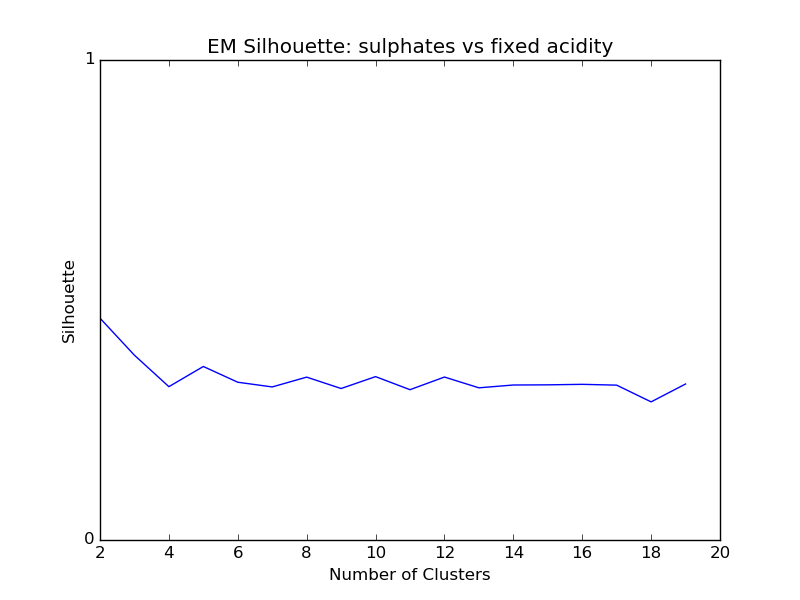 EM Silhouette: sulphates vs fixed acidity
1
Silhouette
0
2 4 6 8 10 12 14 16 18 20
Number of Clusters